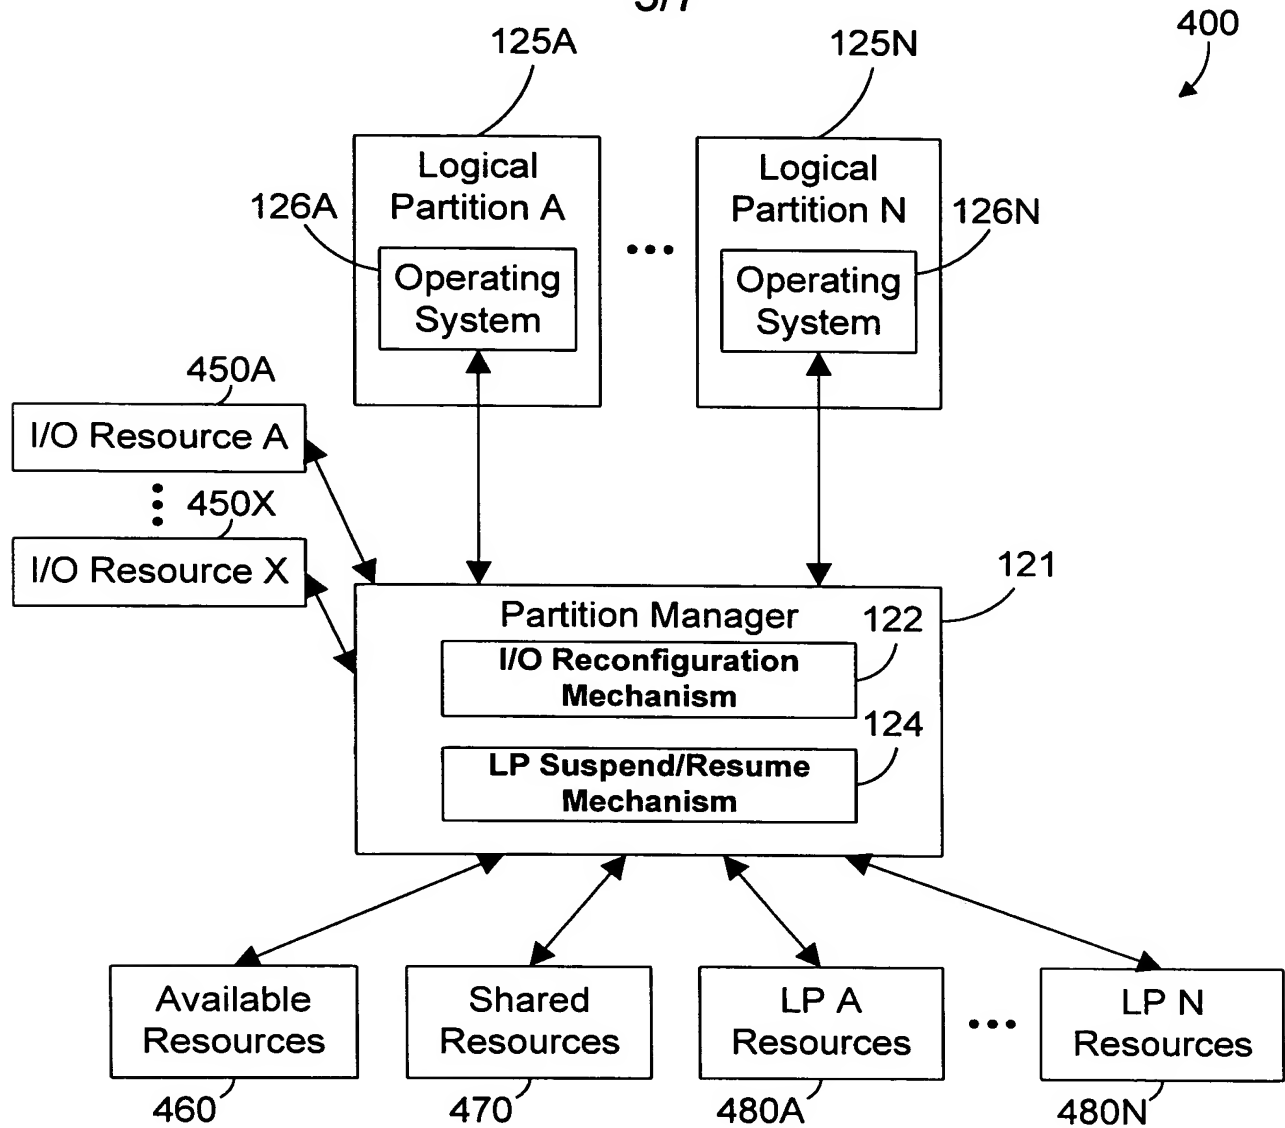 400
125A
125N
Logical
Partition A
Logical
Partition N
126A
126N
Operating
System
Operating
System
450A
I/O Resource A
450X
I/O Resource X
121
Partition Manager
122
I/O Reconfiguration
Mechanism
124
LP Suspend/Resume
Mechanism
Available
Resources
Shared
Resources
LP A
Resources
LP N
Resources
460
470
480A
480N